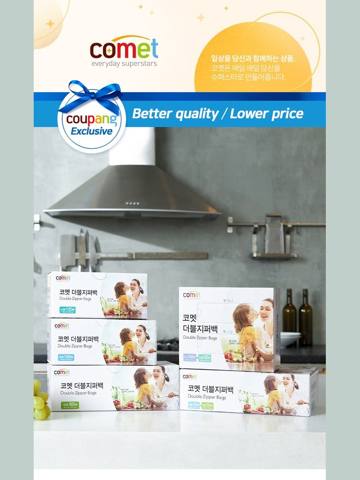 comet
everyday superstars
일상을 당신과 함께하는 상품,
코멧은 매일 매일 당신을
슈퍼스타로 만들어줍니다.
coupang
Exclusive
Better quality / Lower price
comet
코멧 더블지퍼백
Double Zipper Bags
comet
코멧 더블지퍼백
Double Zipper Bags
comet
코멧 더블지퍼백
Double Zipper Bags
comet
코멧
더블지퍼백
Double Zipper Bags
comet
코멧 더블지퍼백
Double Zipper Bags